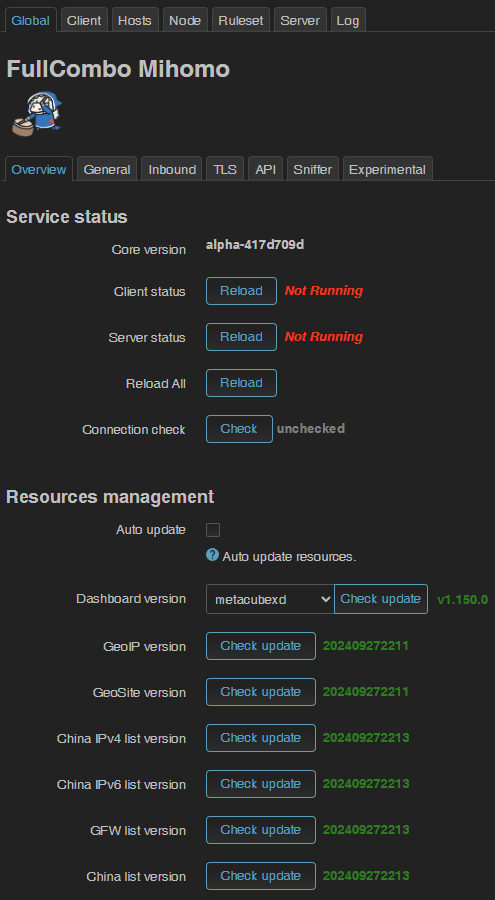 Global Client Hosts Node Ruleset Server Log
FullCombo Mihomo
Overview General Inbound TLS API Sniffer Experimental
Service status
Core version alpha-417d709d
Client status Reload Not Running
Server status Reload Not Running
Reload All Reload
Connection check Check unchecked
Resources management
Auto update
? Auto update resources.
Dashboard version metacubexd Check update v1.150.0
GeoIP version Check update 202409272211
GeoSite version Check update 202409272211
China IPv4 list version Check update 202409272213
China IPv6 list version Check update 202409272213
GFW list version Check update 202409272213
China list version Check update 202409272213